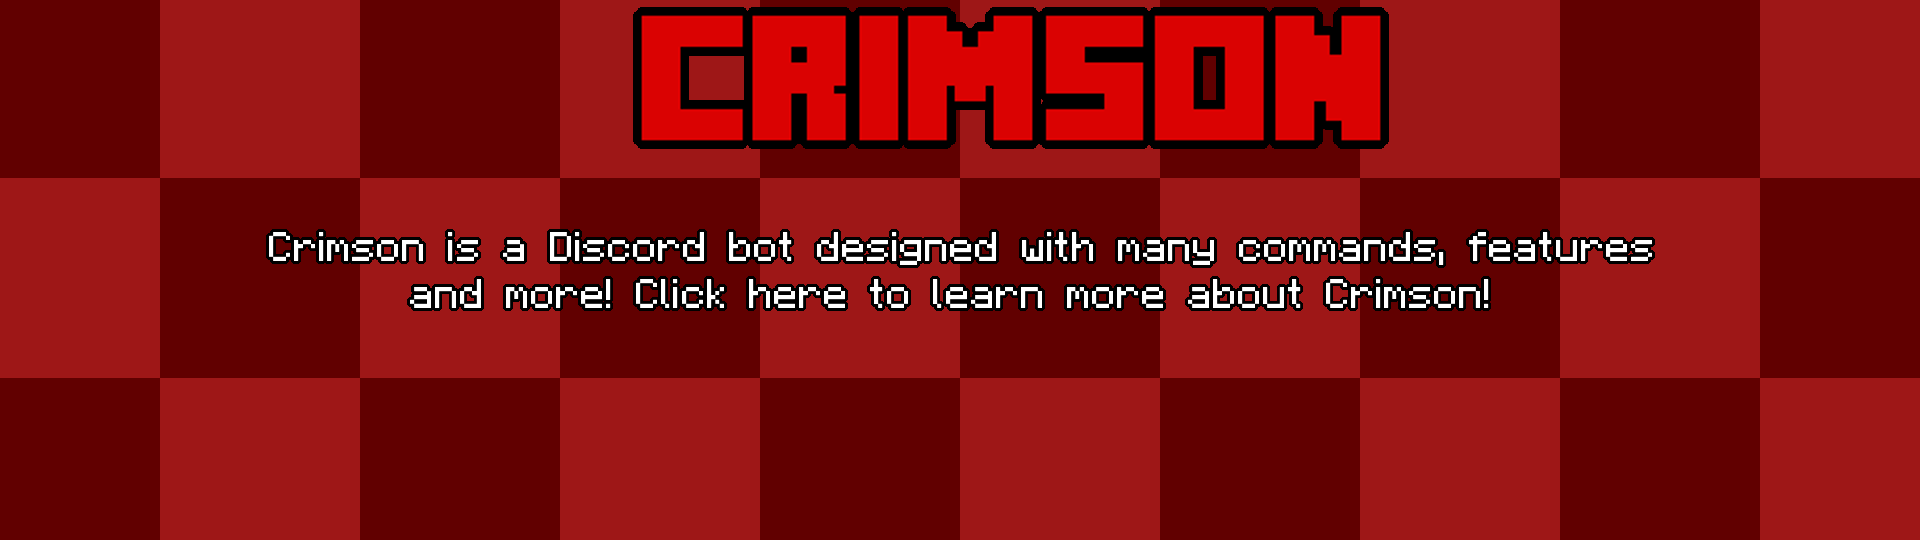 CRIMSON
Crimson is a Discord bot designed with many commands, features
and more! Click here to learn more about Crimson!